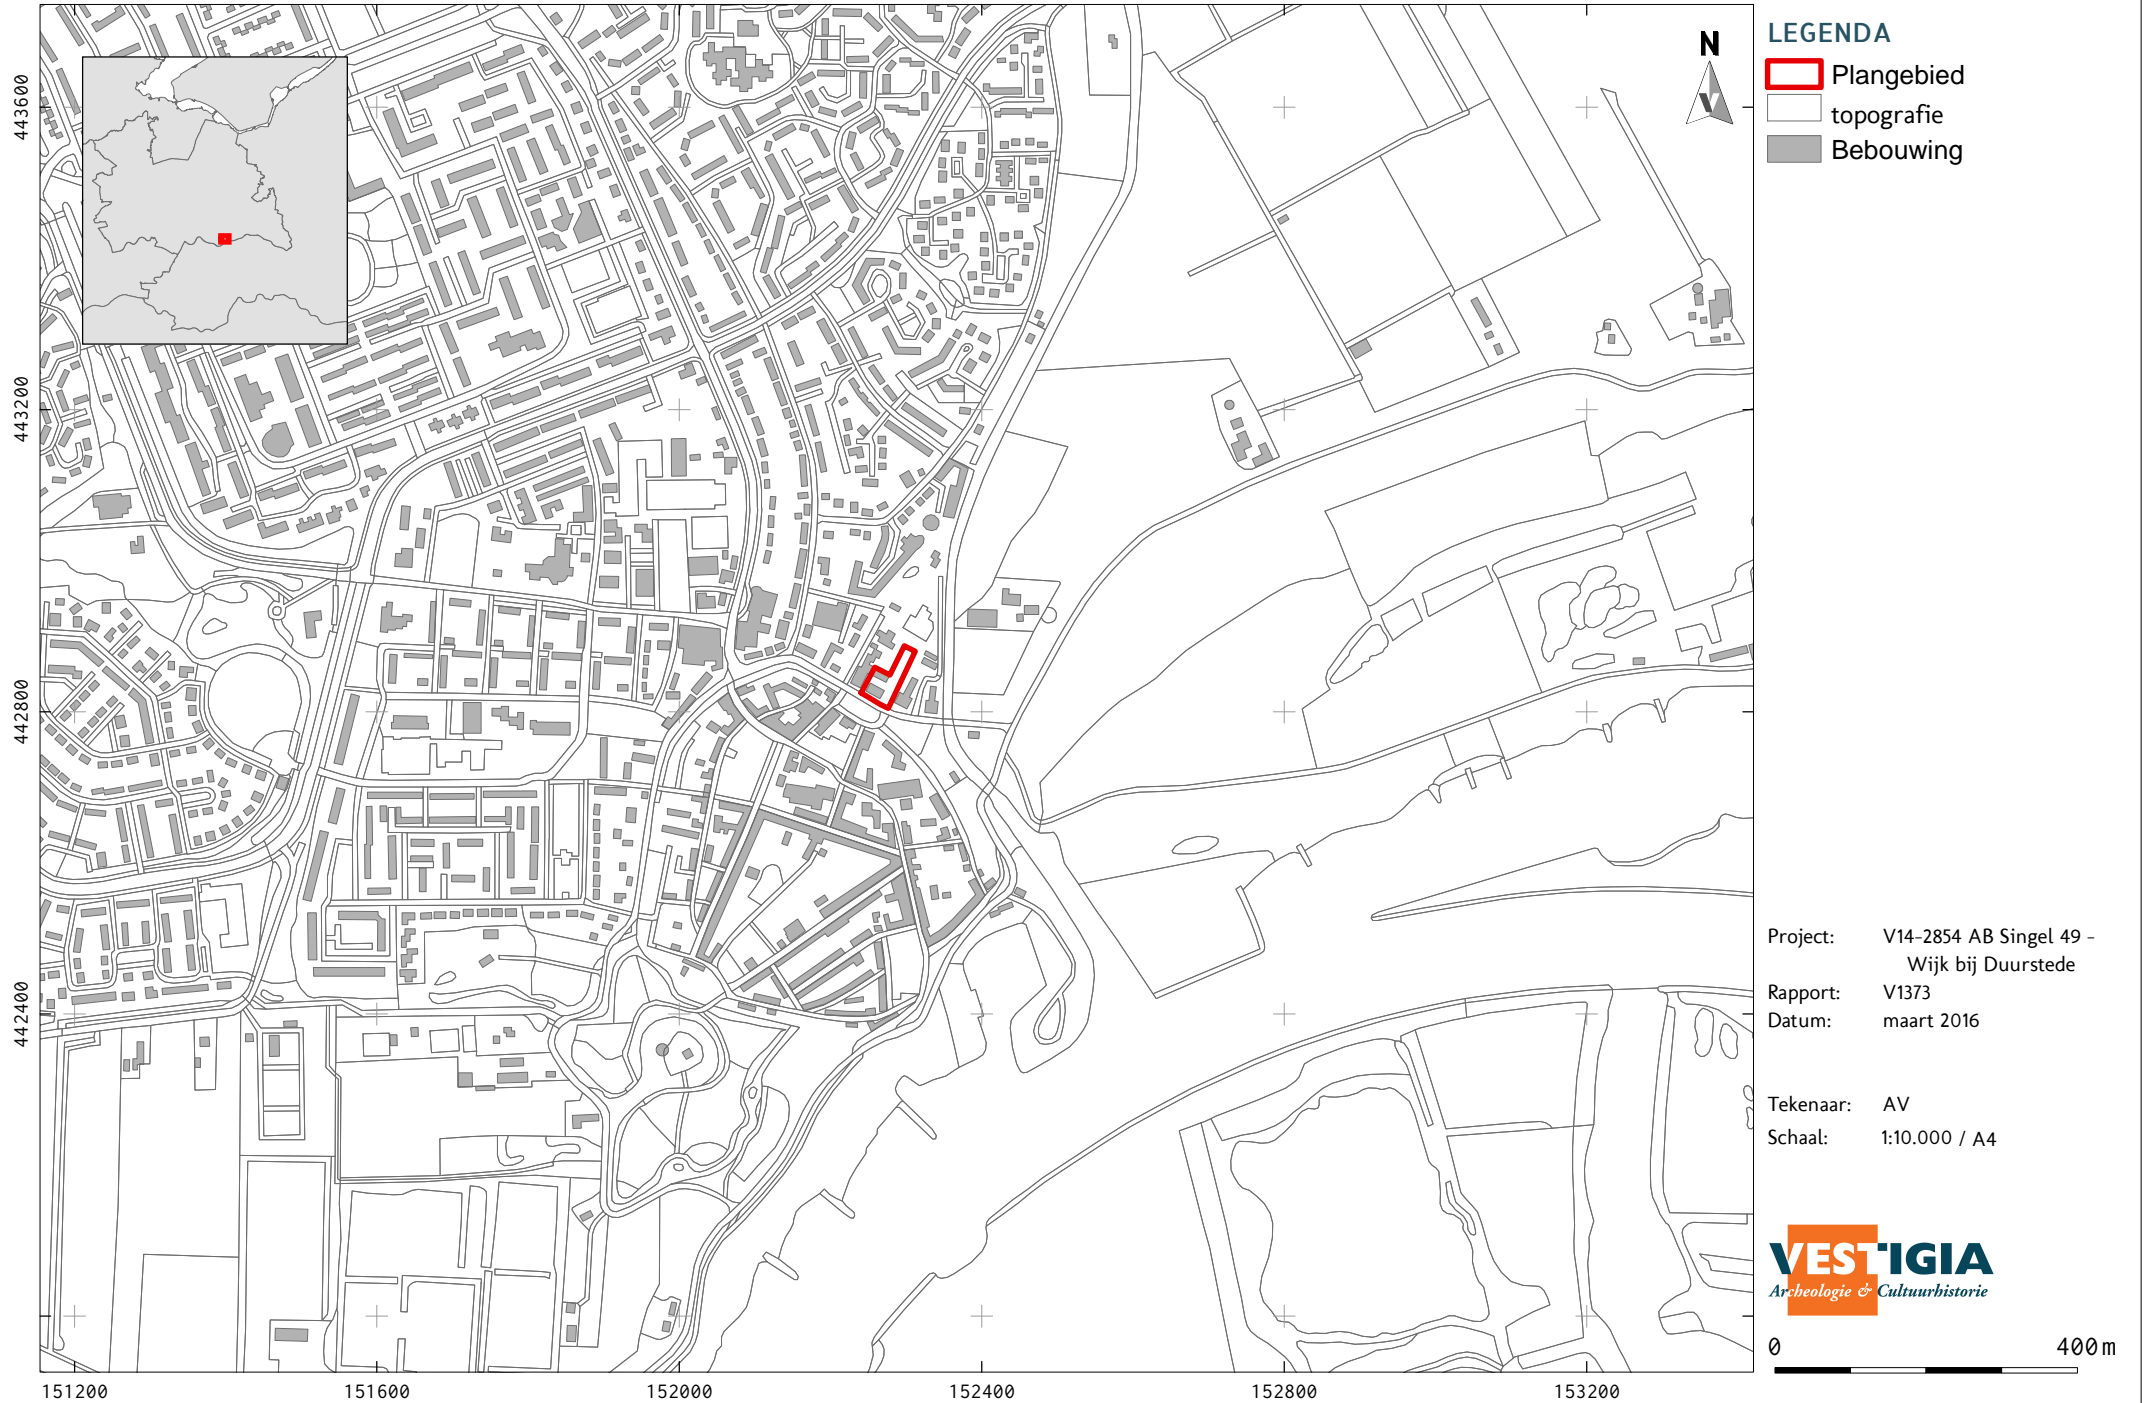 LEGENDA
Plangebied
topografie
Bebouwing
N
443600
443200
442800
442400
151200
151600
152000
152400
152800
153200
Project: V14-2854 AB Singel 49 -
Wijk bij Duurstede
Rapport: V1373
Datum: maart 2016
Tekenaar: AV
Schaal: 1:10.000 / A4
VESTIGIA
Archeologie & Cultuurhistorie
0 400 m